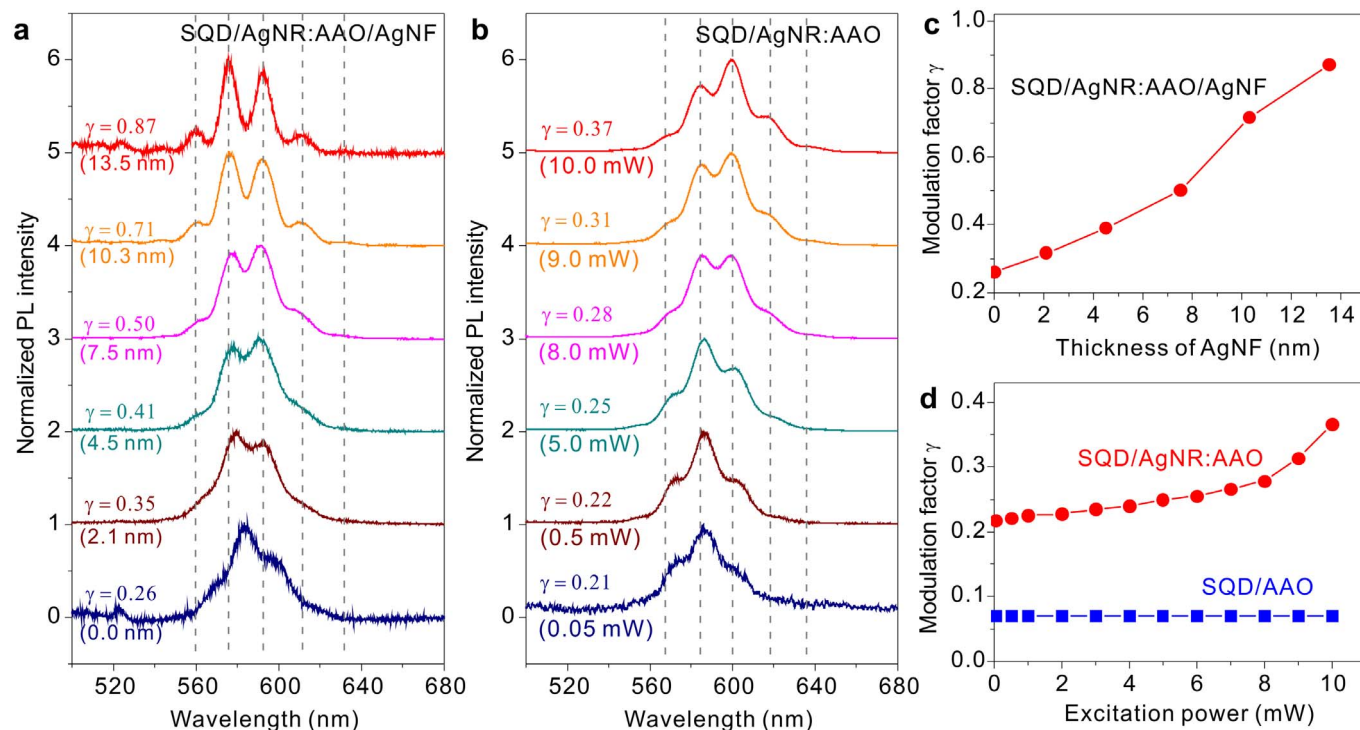 a
SQD/AgNR:AAO/AgNF
Normalized PL intensity
6
5
4
3
2
1
0
γ = 0.87
(13.5 nm)
γ = 0.71
(10.3 nm)
γ = 0.50
(7.5 nm)
γ = 0.41
(4.5 nm)
γ = 0.35
(2.1 nm)
γ = 0.26
(0.0 nm)
520 560 600 640 680
Wavelength (nm)
b
SQD/AgNR:AAO
Normalized PL intensity
6
5
4
3
2
1
0
γ = 0.37
(10.0 mW)
γ = 0.31
(9.0 mW)
γ = 0.28
(8.0 mW)
γ = 0.25
(5.0 mW)
γ = 0.22
(0.5 mW)
γ = 0.21
(0.05 mW)
520 560 600 640 680
Wavelength (nm)
c
Modulation factor γ
1.0
0.8
0.6
0.4
0.2
SQD/AgNR:AAO/AgNF
0 2 4 6 8 10 12 14
Thickness of AgNF (nm)
d
Modulation factor γ
0.4
0.3
0.2
0.1
0.0
SQD/AgNR:AAO
SQD/AAO
0 2 4 6 8 10
Excitation power (mW)